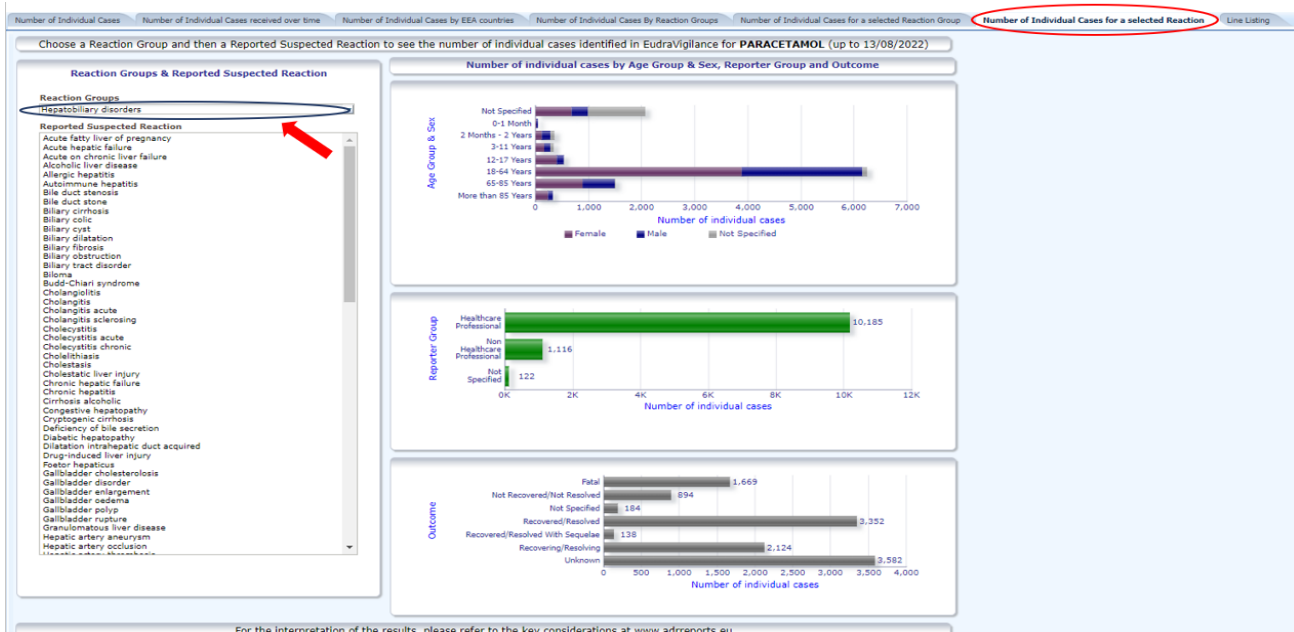 Number of Individual Cases
Number of Individual Cases received over time
Number of Individual Cases by EEA countries
Number of Individual Cases By Reaction Groups
Number of Individual Cases for a selected Reaction Group
Number of Individual Cases for a selected Reaction
Line Listing
Choose a Reaction Group and then a Reported Suspected Reaction to see the number of individual cases identified in EudraVigilance for PARACETAMOL (up to 13/08/2022)
Reaction Groups & Reported Suspected Reaction
Reaction Groups
Hepatobiliary disorders
Reported Suspected Reaction
Acute fatty liver of pregnancy
Acute hepatic failure
Acute on chronic liver failure
Alcoholic liver disease
Allergic hepatitis
Autoimmune hepatitis
Bile duct stenosis
Bile duct stone
Biliary cirrhosis
Biliary colic
Biliary cyst
Biliary dilatation
Biliary fibrosis
Biliary obstruction
Biliary tract disorder
Biloma
Budd-Chiari syndrome
Cholangiolitis
Cholangitis
Cholangitis acute
Cholangitis sclerosing
Cholecystitis
Cholecystitis acute
Cholecystitis chronic
Cholelithiasis
Cholestasis
Cholestatic liver injury
Chronic hepatic failure
Chronic hepatitis
Cirrhosis alcoholic
Congestive hepatopathy
Cryptogenic cirrhosis
Deficiency of bile secretion
Diabetic hepatopathy
Dilatation intrahepatic duct acquired
Drug-induced liver injury
Foetor hepaticus
Gallbladder cholesterolosis
Gallbladder disorder
Gallbladder enlargement
Gallbladder oedema
Gallbladder polyp
Gallbladder rupture
Granulomatous liver disease
Hepatic artery aneurysm
Hepatic artery occlusion
Hepatic artery thrombosis
Number of individual cases by Age Group & Sex, Reporter Group and Outcome
Age Group & Sex
Not Specified
0-1 Month
2 Months - 2 Years
3-11 Years
12-17 Years
18-64 Years
65-85 Years
More than 85 Years
0 1,000 2,000 3,000 4,000 5,000 6,000 7,000
Number of individual cases
Female Male Not Specified
Reporter Group
Healthcare
Professional
10,185
Non
Healthcare
Professional
1,116
Not
Specified
122
0K 2K 4K 6K 8K 10K 12K
Number of individual cases
Outcome
Fatal 1,669
Not Recovered/Not Resolved 894
Not Specified 184
Recovered/Resolved 3,352
Recovered/Resolved With Sequelae 138
Recovering/Resolving 2,124
Unknown 3,582
0 500 1,000 1,500 2,000 2,500 3,000 3,500 4,000
Number of individual cases
For the interpretation of the results, please refer to the key considerations at www.adrreports.eu